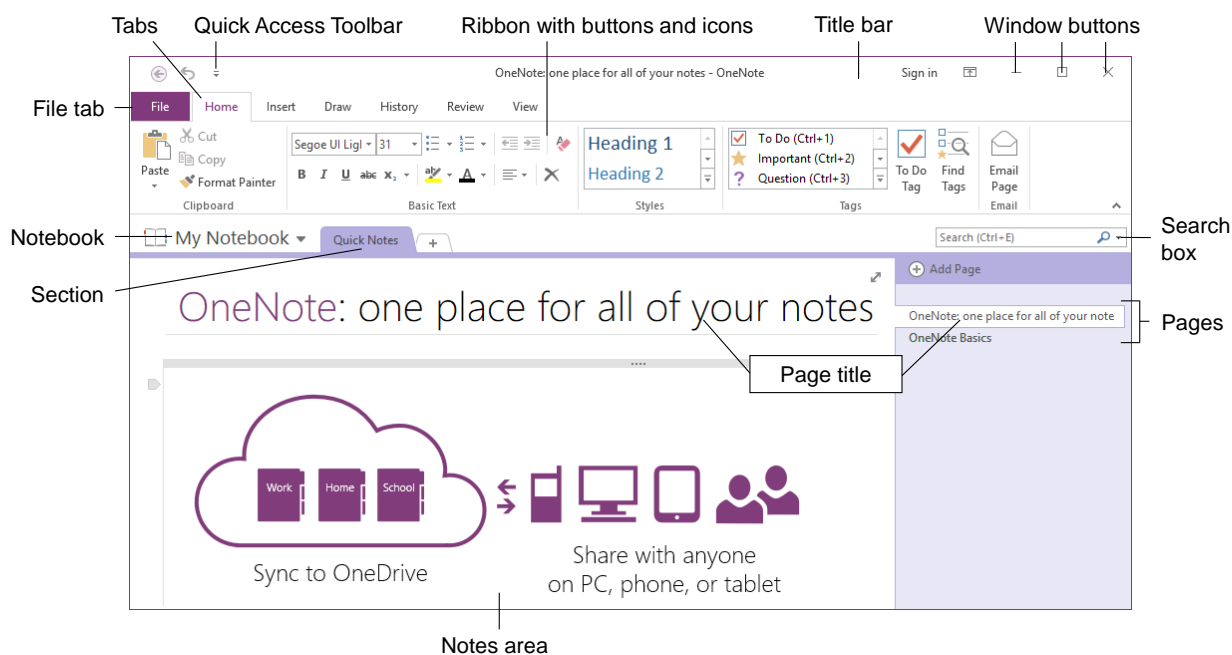 Tabs Quick Access Toolbar Ribbon with buttons and icons Title bar Window buttons
OneNote: one place for all of your notes - OneNote Sign in
File tab
File Home Insert Draw History Review View
Paste
Cut
Copy
Format Painter
Clipboard
Segoe UI Ligl 31
B I U abc X₂ aby A
Basic Text
Heading 1
Heading 2
Styles
To Do (Ctrl+1)
Important (Ctrl+2)
? Question (Ctrl+3)
To Do
Tag
Find
Tags
Tags
Email
Page
Email
Notebook
My Notebook Quick Notes +
Search (Ctrl+E)
Search
box
Section
Add Page
OneNote: one place for all of your notes
OneNote: one place for all of your note
OneNote Basics
Pages
Page title
Work Home School
Sync to OneDrive
Share with anyone
on PC, phone, or tablet
Notes area